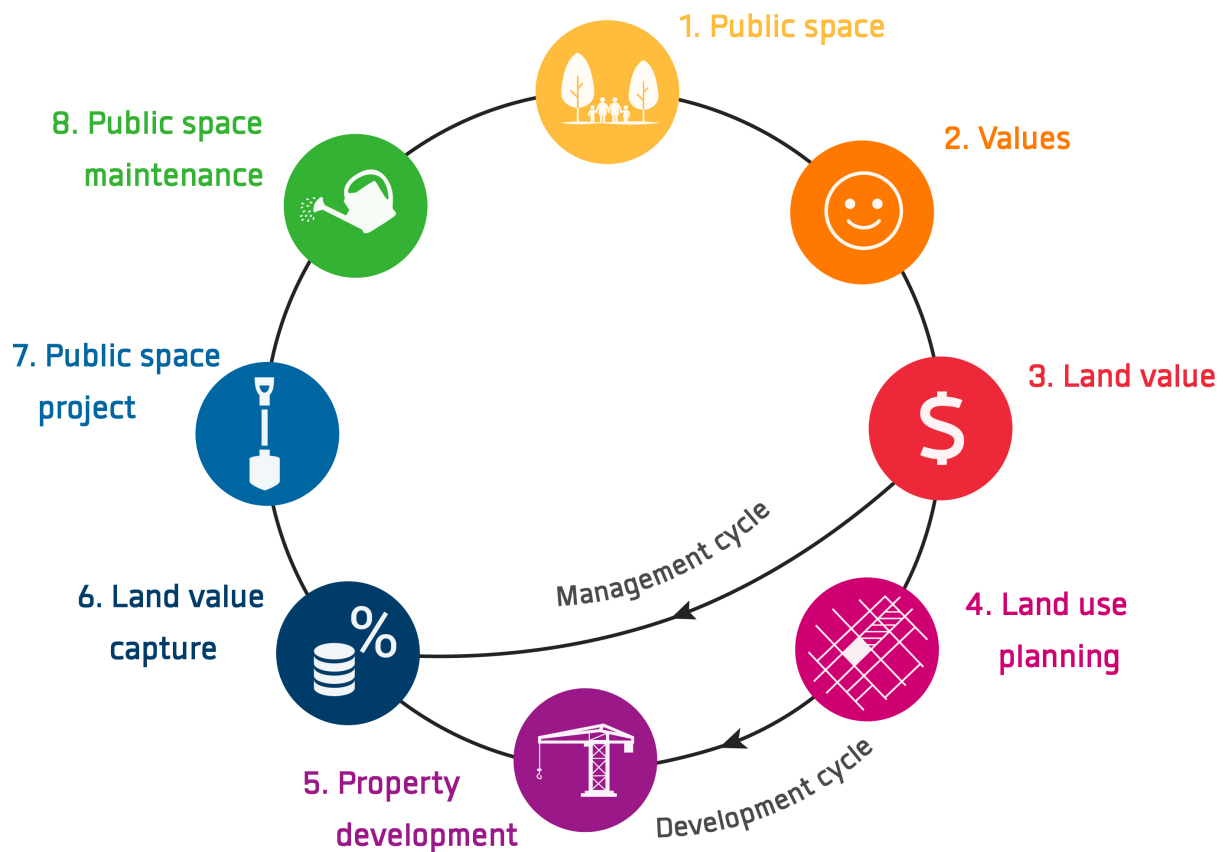 1. Public space
2. Values
3. Land value
$
4. Land use
planning
Development cycle
Management cycle
5. Property
development
6. Land value
capture
%
7. Public space
project
8. Public space
maintenance